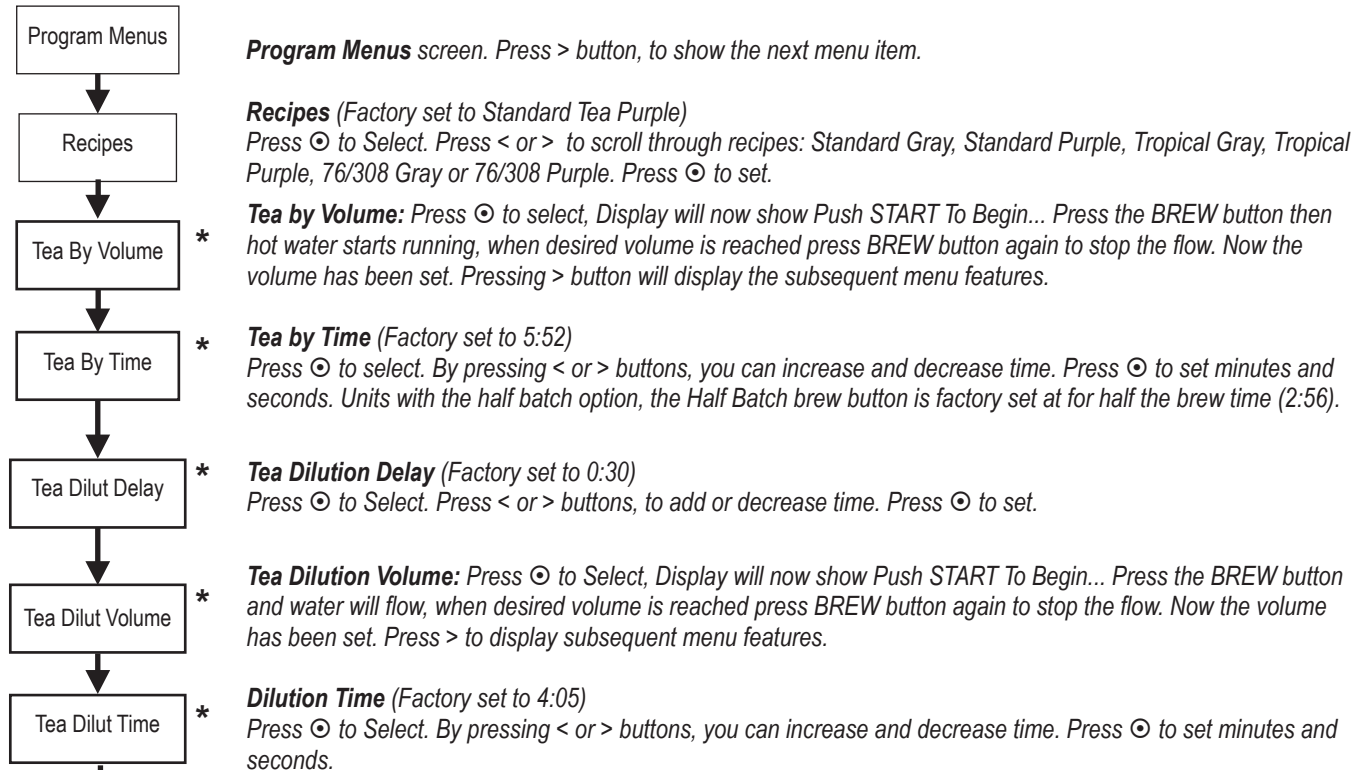 Program Menus
Program Menus screen. Press > button, to show the next menu item.
Recipes
Recipes (Factory set to Standard Tea Purple)
Press ⊙ to Select. Press < or > to scroll through recipes: Standard Gray, Standard Purple, Tropical Gray, Tropical
Purple, 76/308 Gray or 76/308 Purple. Press ⊙ to set.
Tea By Volume *
Tea by Volume: Press ⊙ to select, Display will now show Push START To Begin... Press the BREW button then
hot water starts running, when desired volume is reached press BREW button again to stop the flow. Now the
volume has been set. Pressing > button will display the subsequent menu features.
Tea By Time *
Tea by Time (Factory set to 5:52)
Press ⊙ to select. By pressing < or > buttons, you can increase and decrease time. Press ⊙ to set minutes and
seconds. Units with the half batch option, the Half Batch brew button is factory set at for half the brew time (2:56).
Tea Dilut Delay *
Tea Dilution Delay (Factory set to 0:30)
Press ⊙ to Select. Press < or > buttons, to add or decrease time. Press ⊙ to set.
Tea Dilut Volume *
Tea Dilution Volume: Press ⊙ to Select, Display will now show Push START To Begin... Press the BREW button
and water will flow, when desired volume is reached press BREW button again to stop the flow. Now the volume
has been set. Press > to display subsequent menu features.
Tea Dilut Time *
Dilution Time (Factory set to 4:05)
Press ⊙ to Select. By pressing < or > buttons, you can increase and decrease time. Press ⊙ to set minutes and
seconds.